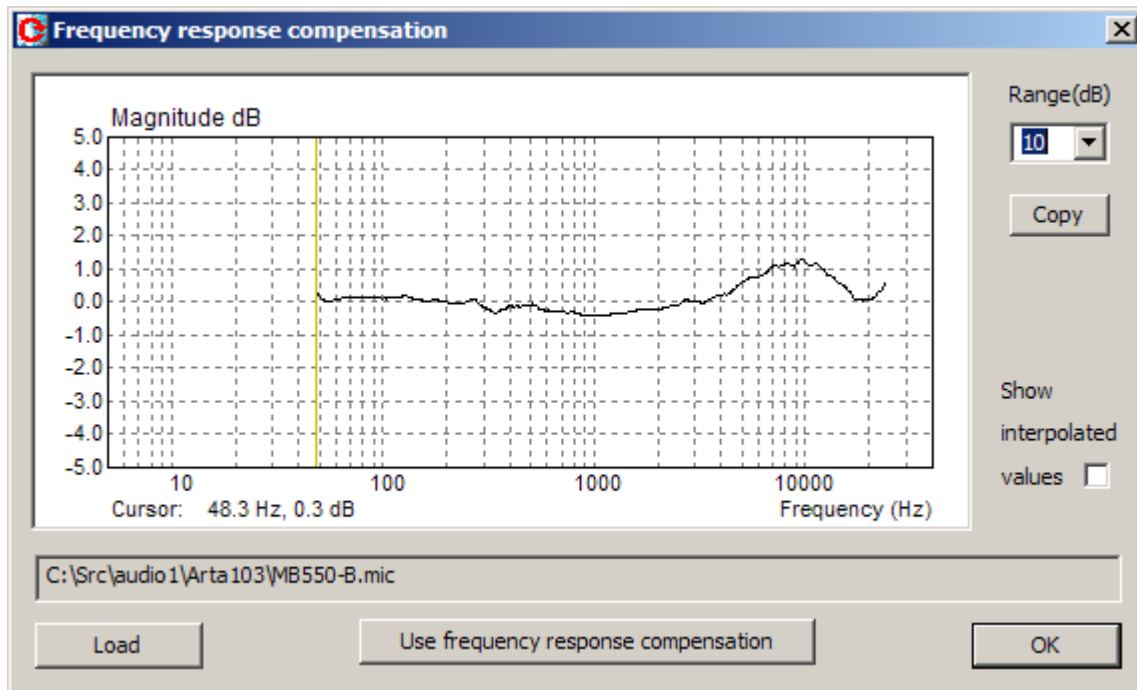 Frequency response compensation
Magnitude dB
5.0
4.0
3.0
2.0
1.0
0.0
-1.0
-2.0
-3.0
-4.0
-5.0
10 100 1000 10000
Cursor: 48.3 Hz, 0.3 dB Frequency (Hz)
Range(dB)
10
Copy
Show
interpolated
values
C:\Src\audio1\Arta103\MB550-B.mic
Load Use frequency response compensation OK